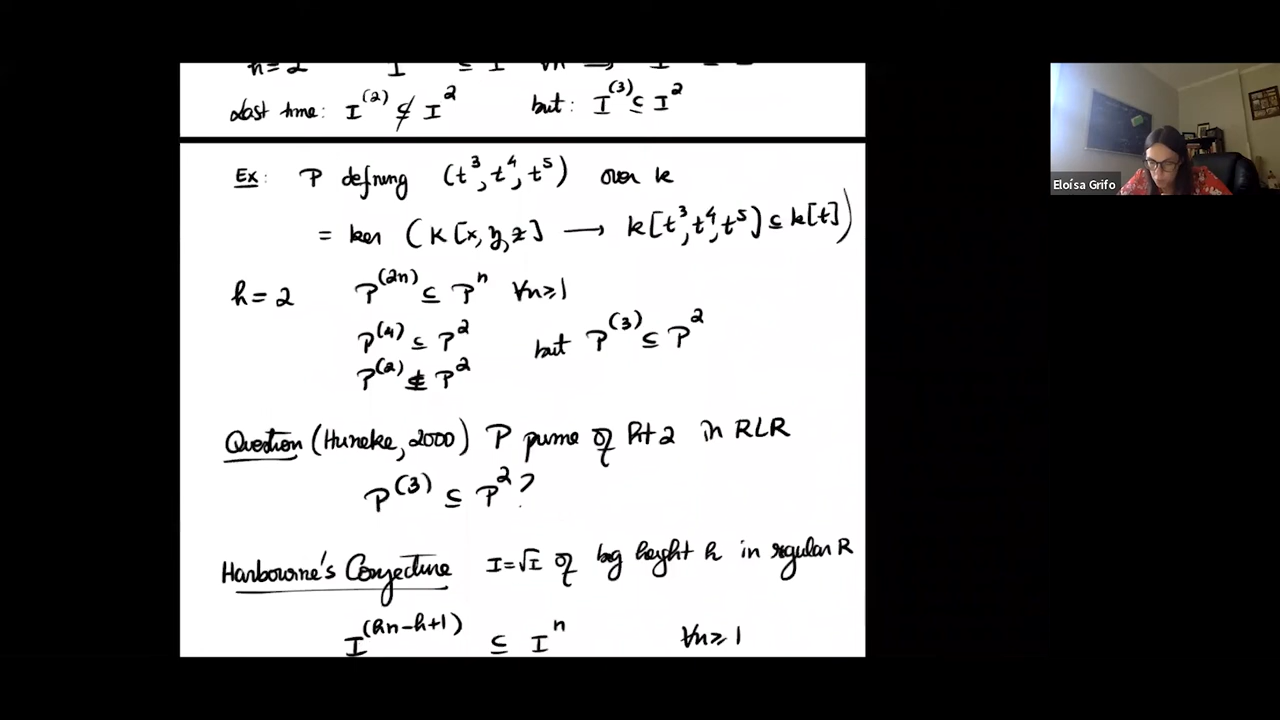 h=2
Last time: I^(2) ⊄ I^2 but: I^(3) ⊆ I^2
Ex: P defining (t^3, t^4, t^5) over k
= ker (k[x, y, z] ⟶ k[t^3, t^4, t^5] ⊆ k[t])
h=2 P^(2n) ⊆ P^n ∀n≥1
P^(4) ⊆ P^2 but P^(3) ⊆ P^2
P^(2) ⊄ P^2
Question (Huneke, 2000) P prime of ht 2 in RLR
P^(3) ⊆ P^2 ?
Harbourne's Conjecture I=√I of big height h in regular R
I^(hn-h+1) ⊆ I^n ∀n≥1
Eloísa Grifo